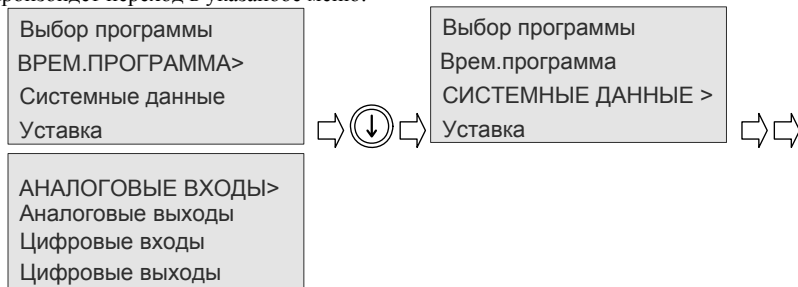 произойдет переход в указанное меню.
Выбор программы
ВРЕМ.ПРОГРАММА>
Системные данные
Уставка
Выбор программы
Врем.программа
СИСТЕМНЫЕ ДАННЫЕ >
Уставка
АНАЛОГОВЫЕ ВХОДЫ>
Аналоговые выходы
Цифровые входы
Цифровые выходы